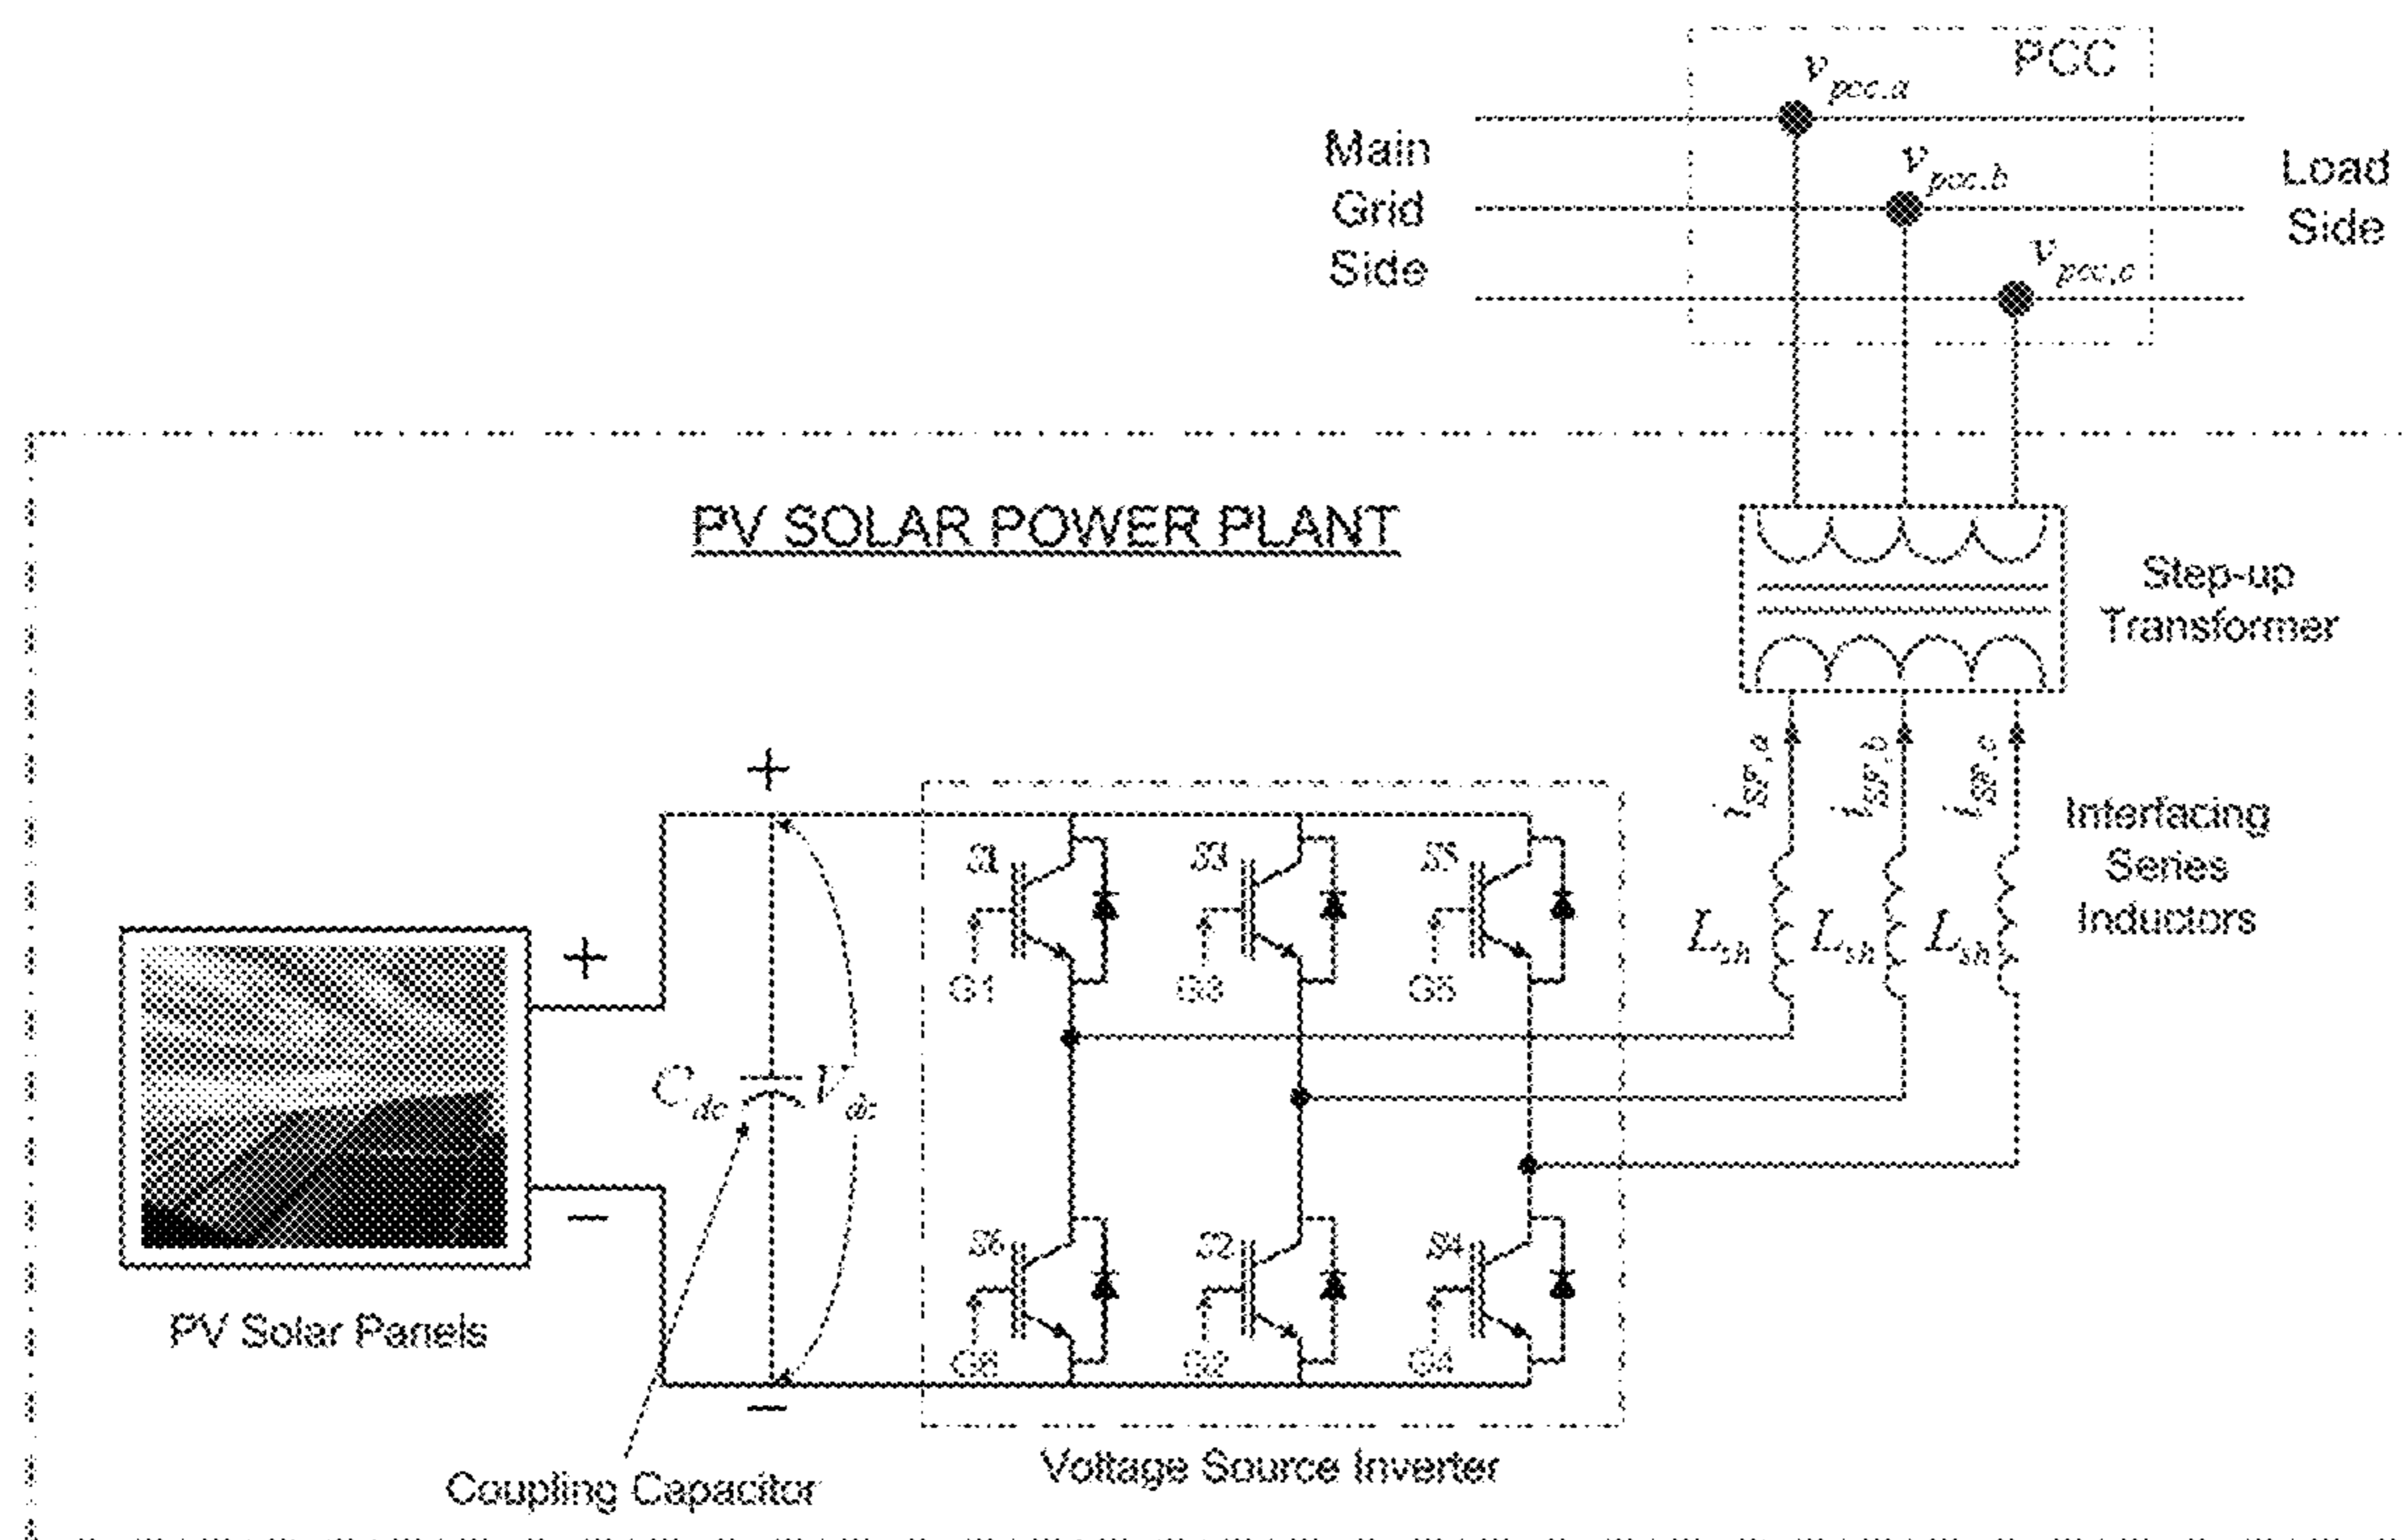 PCC
v_pcc,a
Main
Grid
Side
v_pcc,b
Load
Side
v_pcc,c
PV SOLAR POWER PLANT
Step-up
Transformer
i_SF,a
i_SF,b
i_SF,c
Interfacing
Series
Inductors
L_sh
L_sh
L_sh
+
+
S1
S3
S5
G1
G3
G5
C_dc
V_dc
−
S6
S2
S4
G6
G2
G4
−
PV Solar Panels
Coupling Capacitor
Voltage Source Inverter